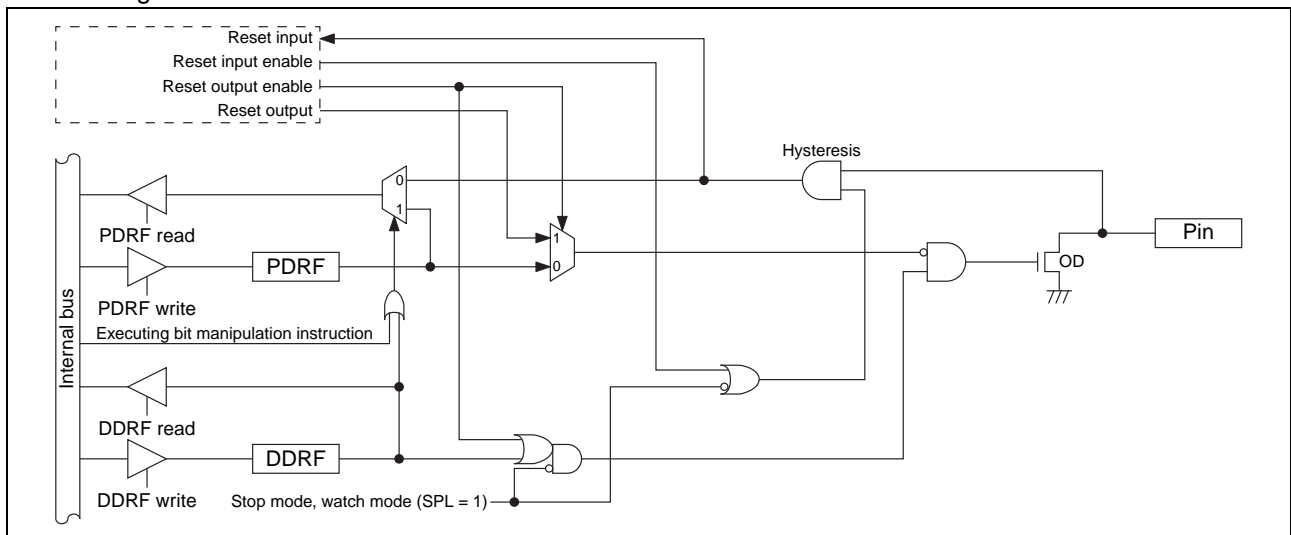 Reset input
Reset input enable
Reset output enable
Reset output
Hysteresis
0
1
PDRF read
1
Pin
PDRF
0
OD
PDRF write
Executing bit manipulation instruction
Internal bus
DDRF read
DDRF
DDRF write
Stop mode, watch mode (SPL = 1)